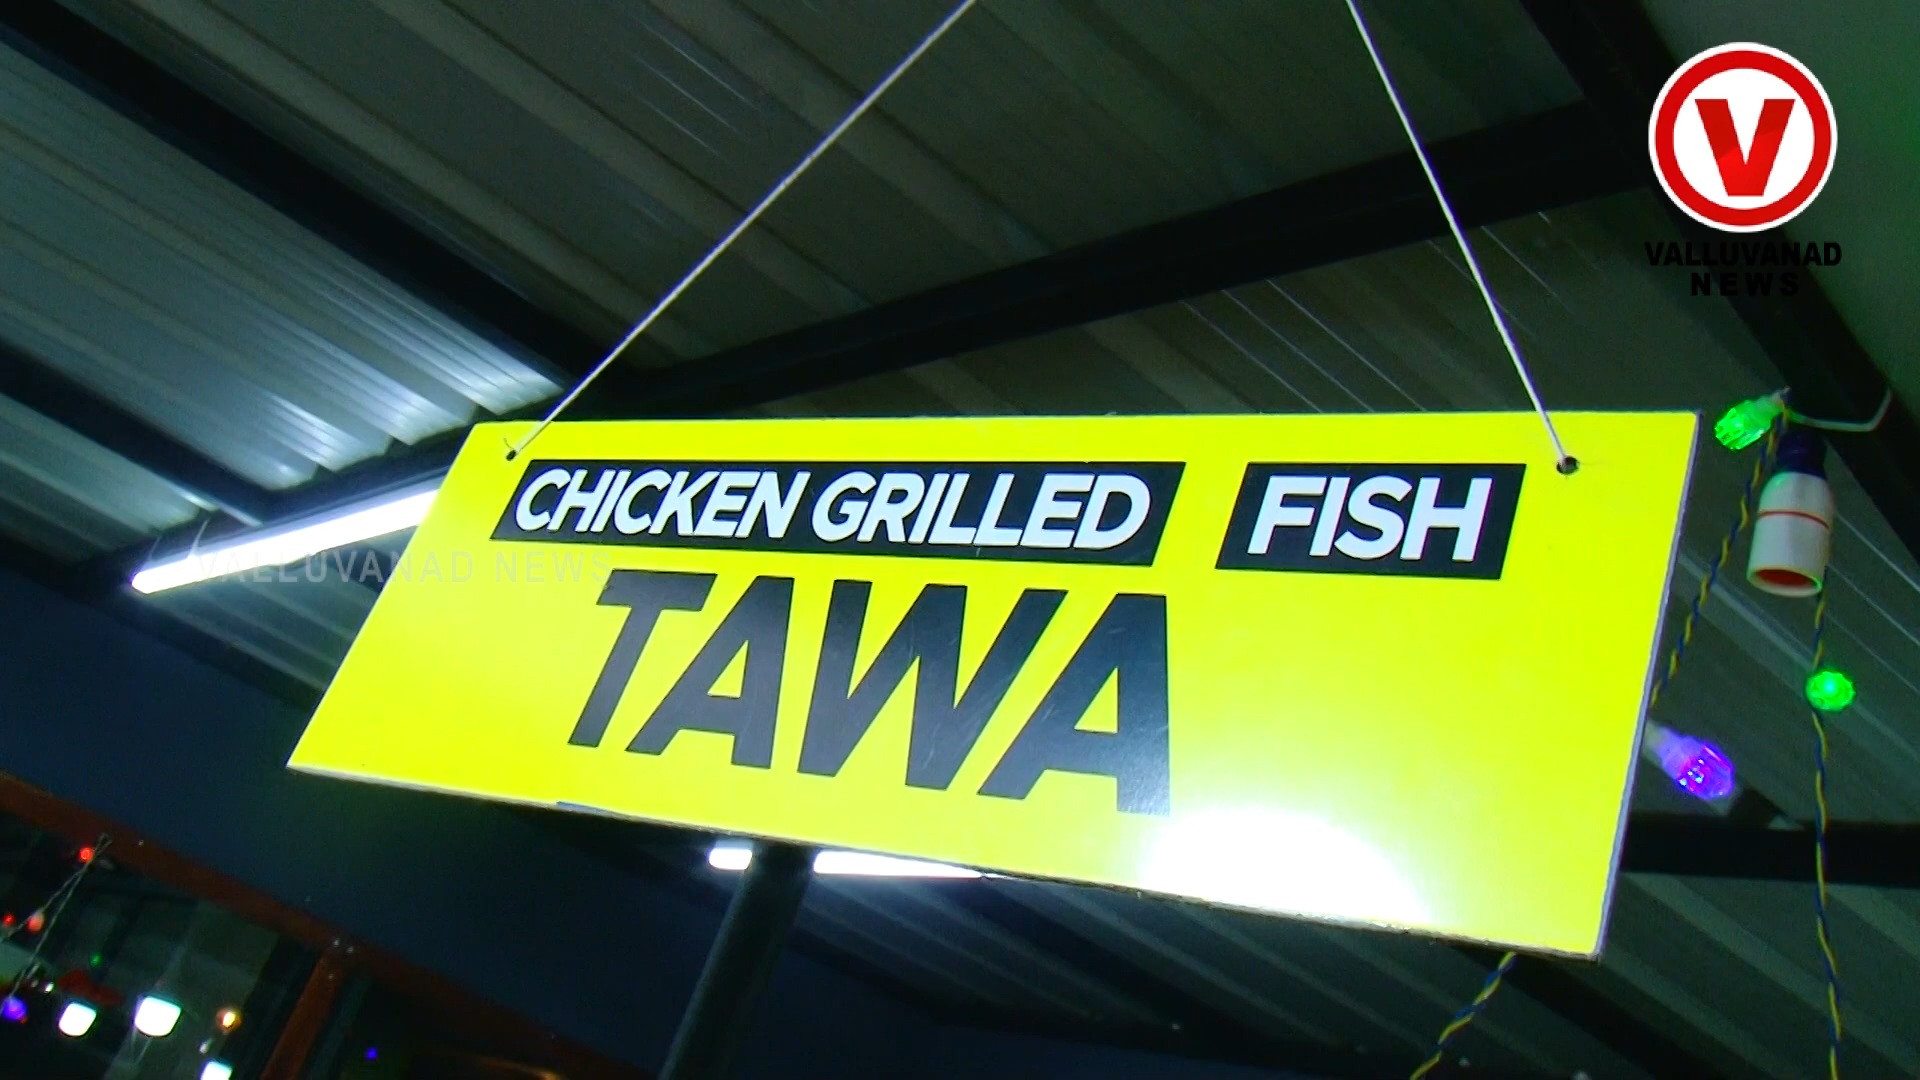 V
VALLUVANAD
NEWS
CHICKEN GRILLED FISH
VALLUVANAD NEWS
TAWA